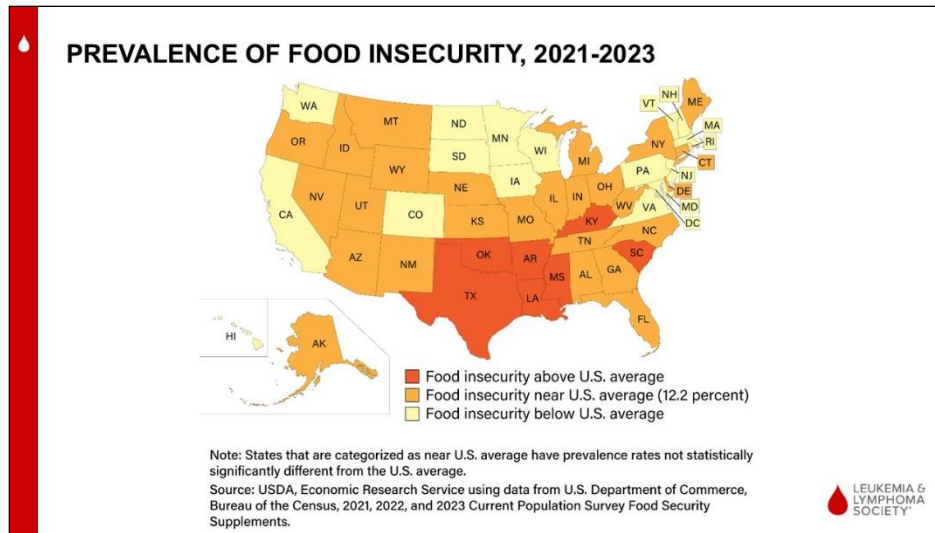 PREVALENCE OF FOOD INSECURITY, 2021-2023
WA
MT
ND
MN
VT
NH
ME
OR
ID
WY
SD
WI
MI
NY
MA
RI
CT
NV
UT
CO
NE
IA
IL
IN
OH
PA
NJ
DE
MD
DC
CA
AZ
NM
KS
MO
KY
WV
VA
NC
TN
OK
AR
SC
TX
LA
MS
AL
GA
FL
HI
AK
Food insecurity above U.S. average
Food insecurity near U.S. average (12.2 percent)
Food insecurity below U.S. average
Note: States that are categorized as near U.S. average have prevalence rates not statistically
significantly different from the U.S. average.
Source: USDA, Economic Research Service using data from U.S. Department of Commerce,
Bureau of the Census, 2021, 2022, and 2023 Current Population Survey Food Security
Supplements.
LEUKEMIA &
LYMPHOMA
SOCIETY®